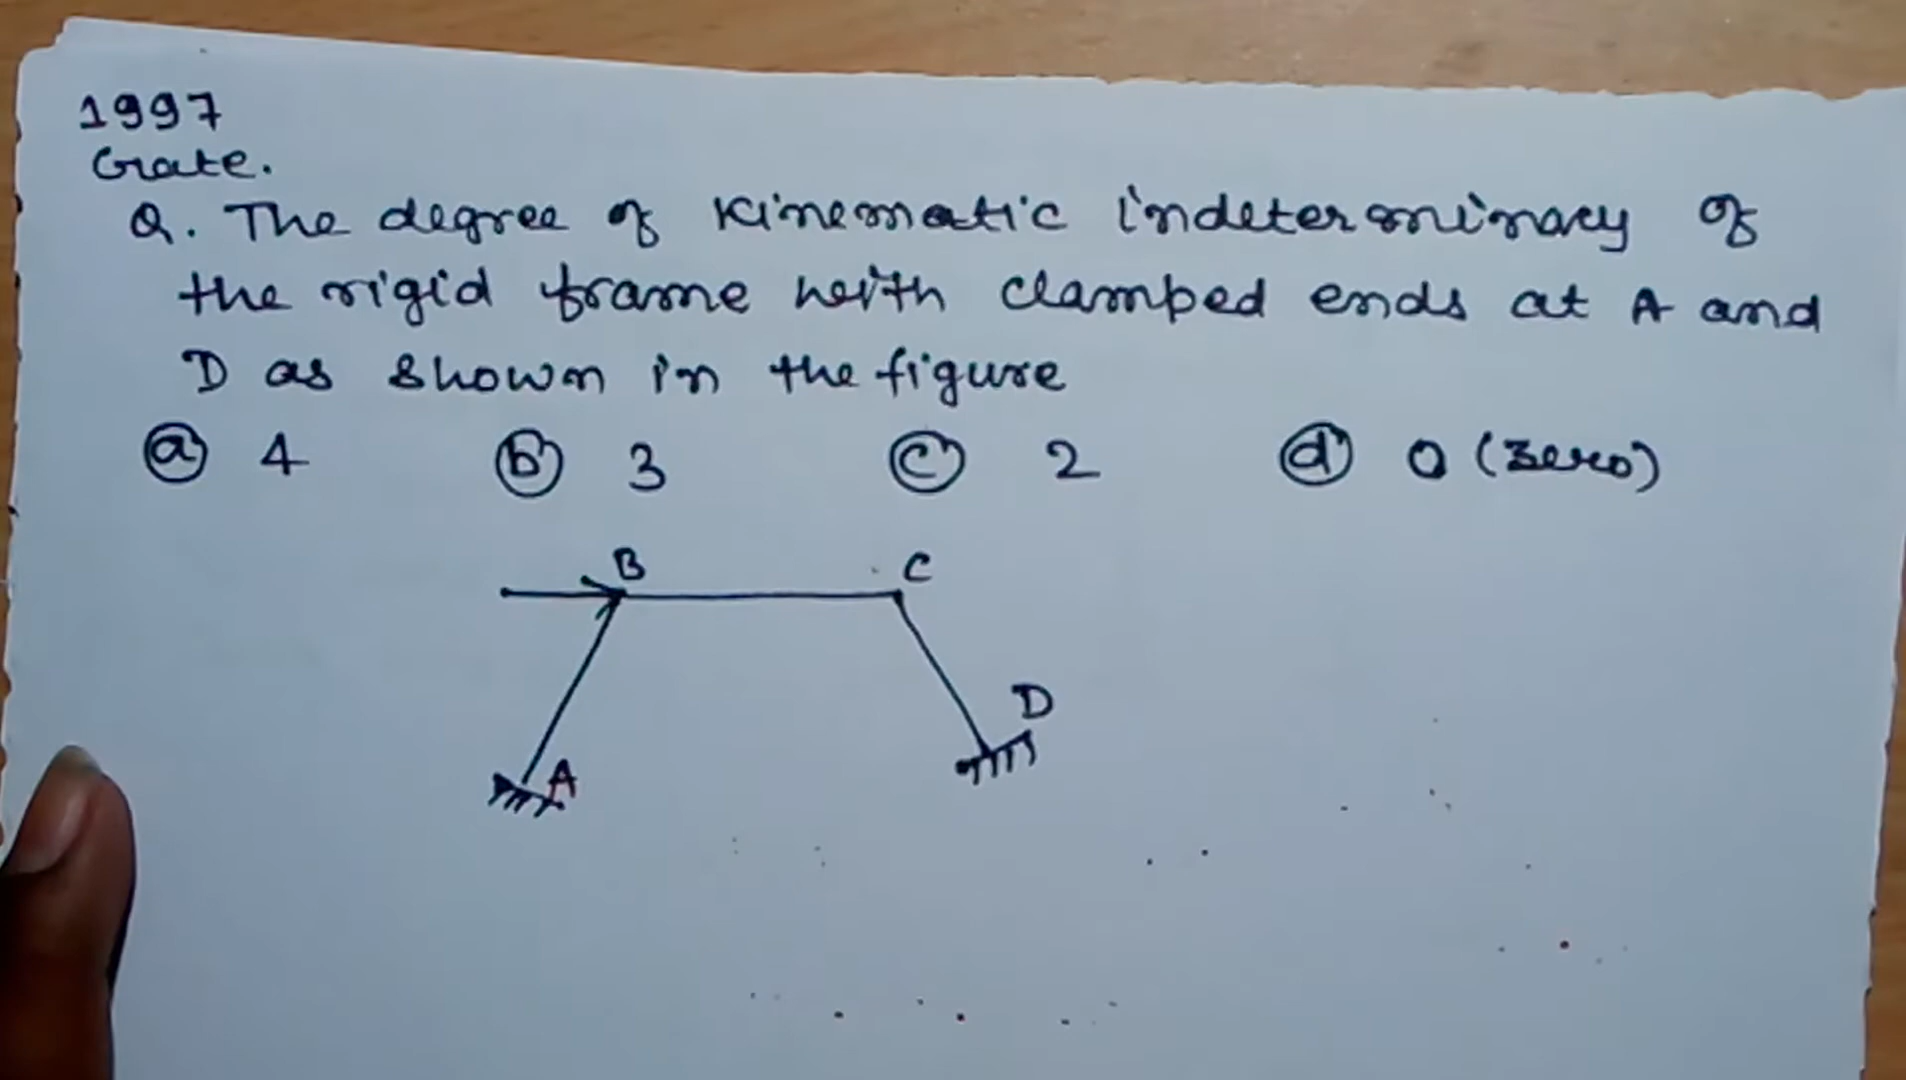 1997
Grate.
Q. The degree of Kinematic indeterminacy of
the rigid frame with clamped ends at A and
D as shown in the figure
ⓐ 4 ⓑ 3 ⓒ 2 ⓓ 0 (zero)
B C
D
A